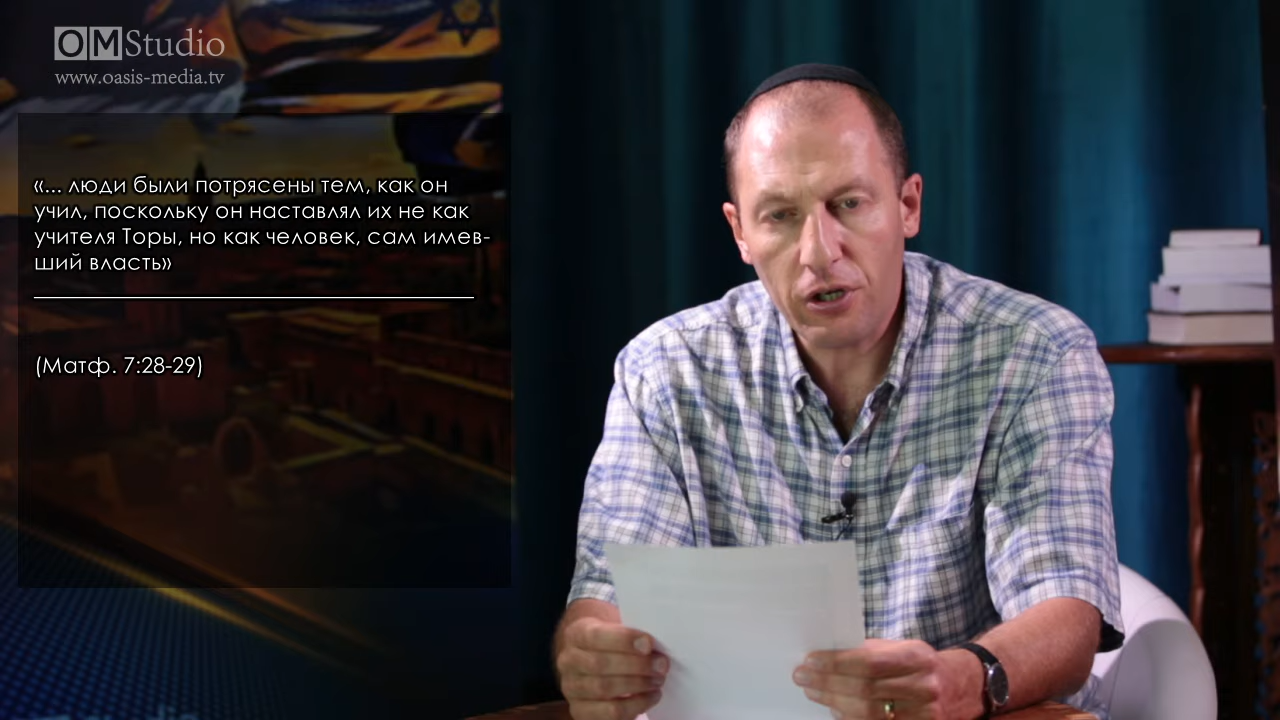 OMStudio
www.oasis-media.tv
«... люди были потрясены тем, как он
учил, поскольку он наставлял их не как
учителя Торы, но как человек, сам имев-
ший власть»
(Матф. 7:28-29)